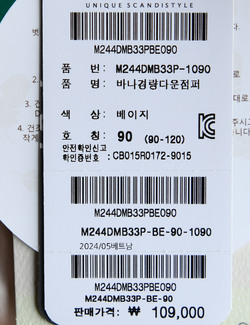 UNIQUE SCANDISTYLE
M244DMB33PBE090
품 번: M244DMB33P-1090
품 명: 바나경량다운점퍼
색 상: 베이지
호 칭: 90 (90-120)
안전확인신고
확인증번호 : CB015R0172-9015
M244DMB33PBE090
M244DMB33P-BE-90-1090
2024/05베트남
M244DMB33PBE090
M244DMB33P-BE-90
판매가격: ₩ 109,000